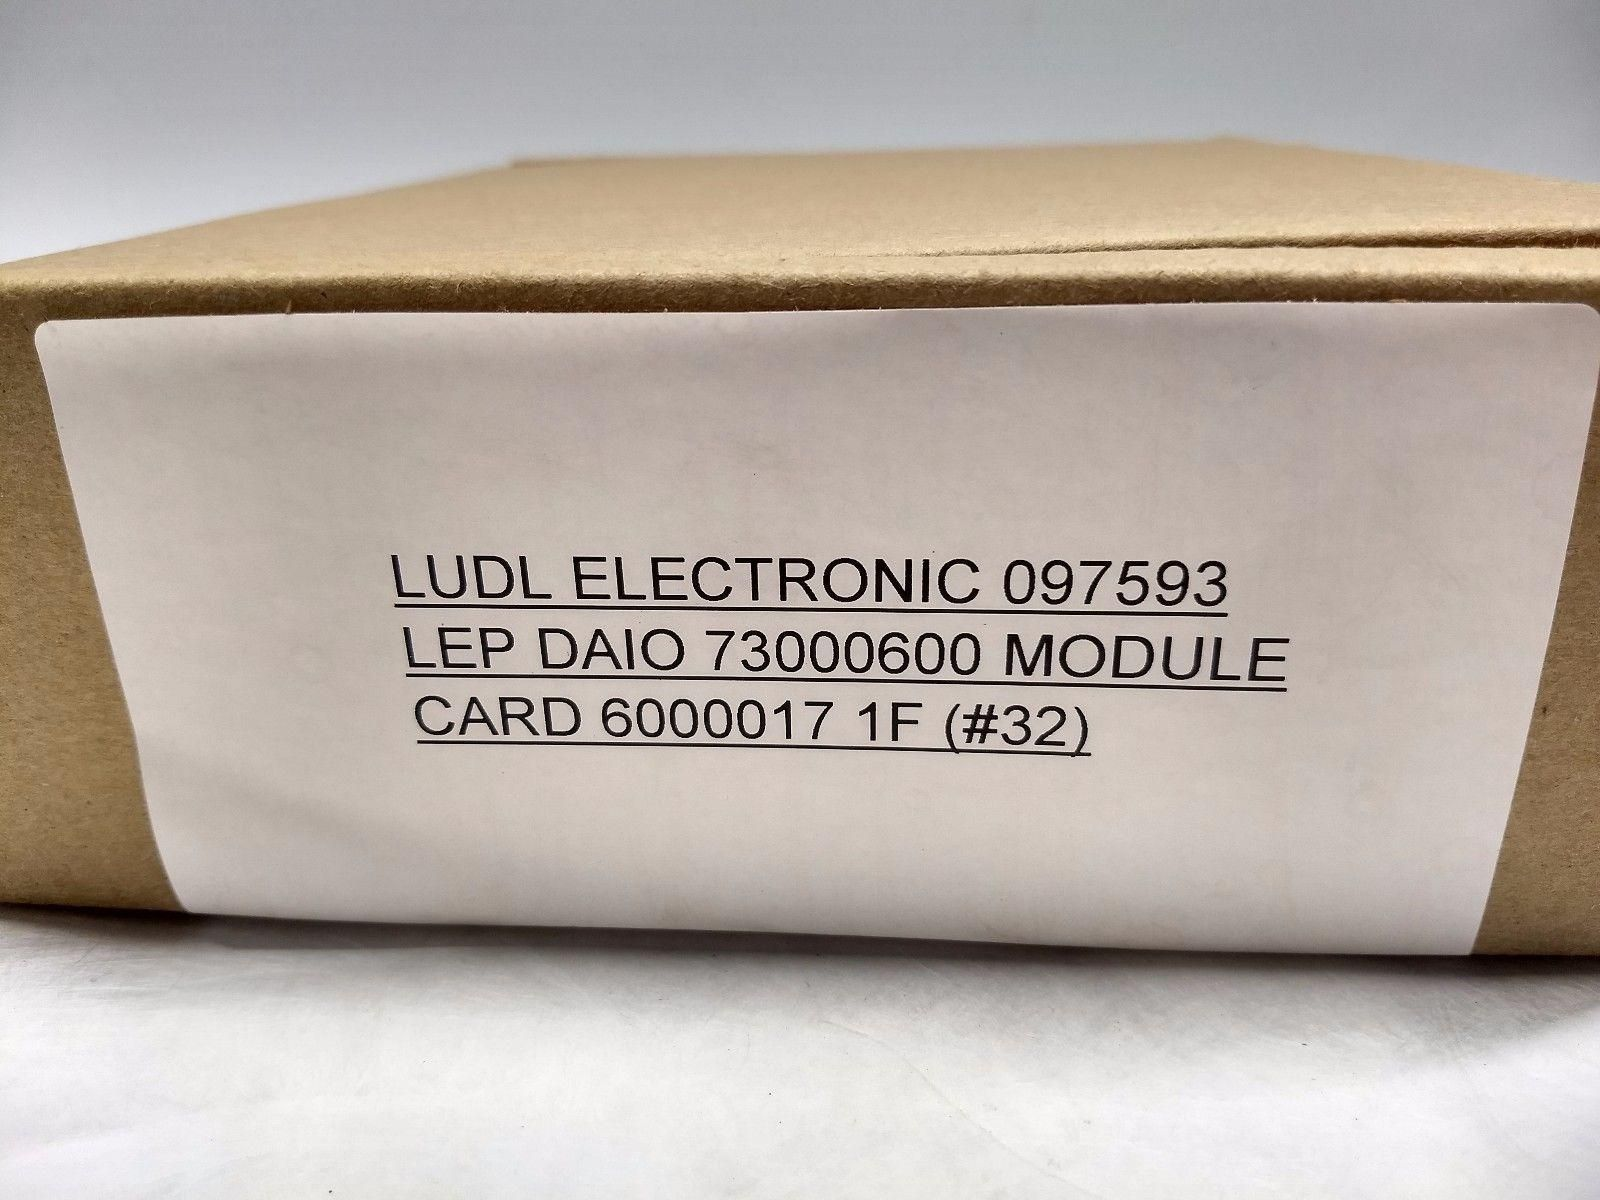 LUDL ELECTRONIC 097593
LEP DAIO 73000600 MODULE
CARD 6000017 1F (#32)